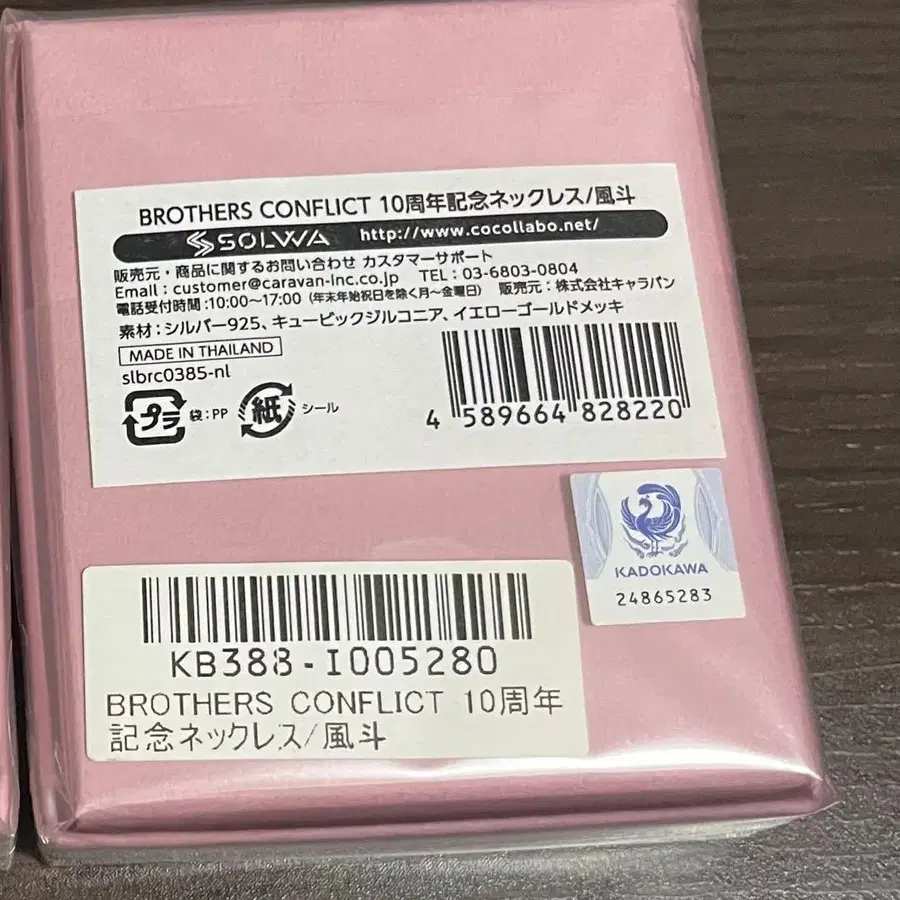 BROTHERS CONFLICT 10周年記念ネックレス/風斗
SOLWA http://www.cocollabo.net/
販売元・商品に関するお問い合わせ カスタマーサポート
Email : customer@caravan-inc.co.jp TEL : 03-6803-0804
電話受付時間 :10:00〜17:00 (年末年始祝日を除く月〜金曜日) 販売元 : 株式会社キャラバン
素材 : シルバー925、キュービックジルコニア、イエローゴールドメッキ
MADE IN THAILAND
slbrc0385-nl
プラ 袋 : PP 紙 シール
4 589664 828220
KADOKAWA
24865283
KB388-I005280
BROTHERS CONFLICT 10周年
記念ネックレス/風斗